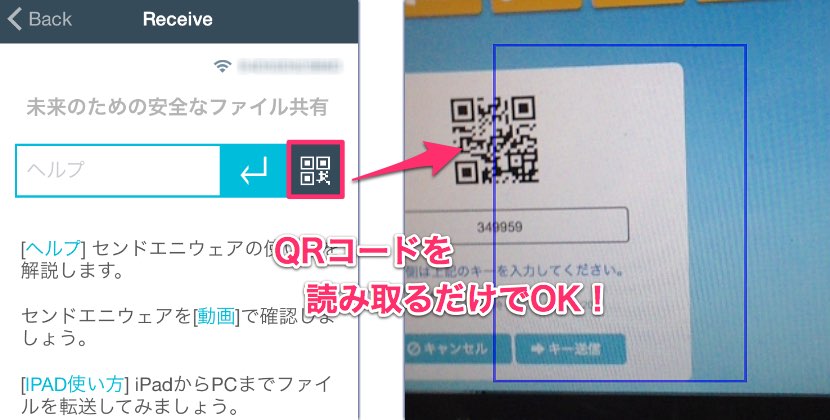 Back
Receive
未来のための安全なファイル共有
ヘルプ
[ヘルプ] センドエニウェアの使
を
解説します。
センドエニウェアを[動画]で確認しま
しょう。
[IPAD使い方] iPadからPCまでファイ
ルを転送してみましょう。
QRコードを
読み取るだけでOK！
349959
側は上記のキーを入力してください。
キャンセル
キー送信